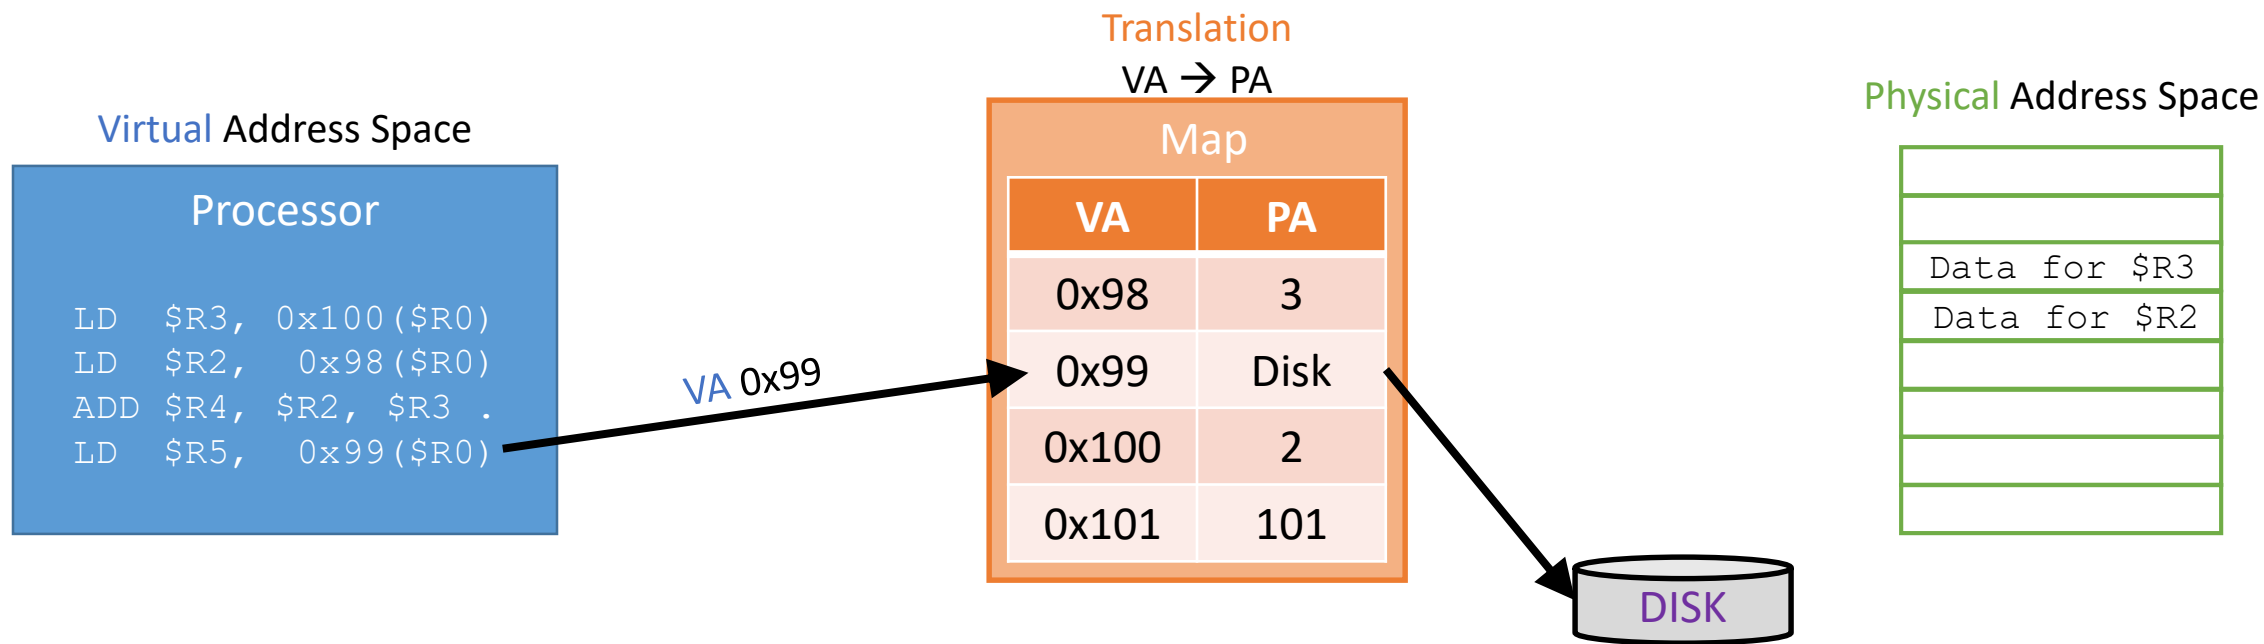 Virtual Address Space
Processor
LD $R3, 0x100($R0)
LD $R2, 0x98($R0)
ADD $R4, $R2, $R3 .
LD $R5, 0x99($R0)
VA 0x99
Translation
VA → PA
Map
VA PA
0x98 3
0x99 Disk
0x100 2
0x101 101
DISK
Physical Address Space
Data for $R3
Data for $R2